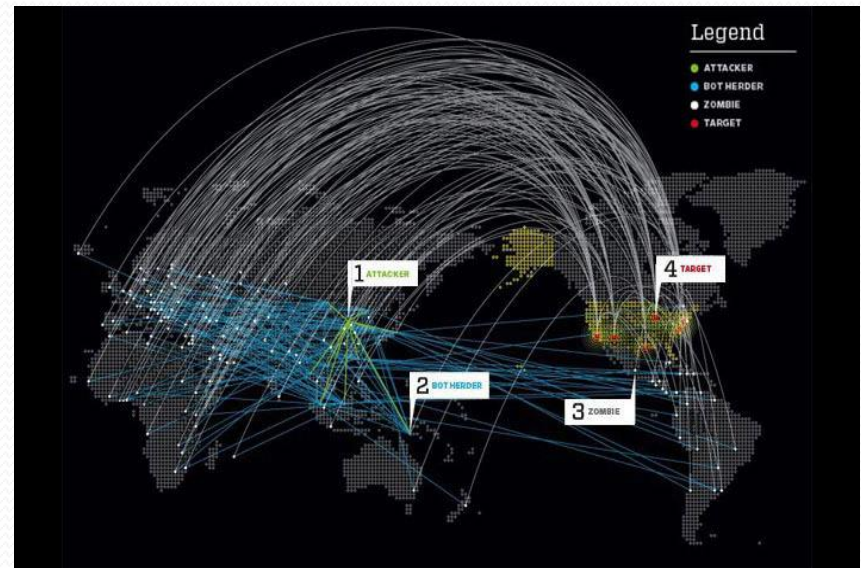 Legend
ATTACKER
BOT HERDER
ZOMBIE
TARGET
1 ATTACKER
4 TARGET
2 BOT HERDER
3 ZOMBIE